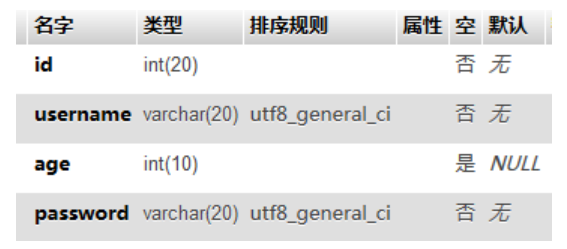 名字 类型 排序规则 属性 空 默认
id int(20) 否 无
username varchar(20) utf8_general_ci 否 无
age int(10) 是 NULL
password varchar(20) utf8_general_ci 否 无